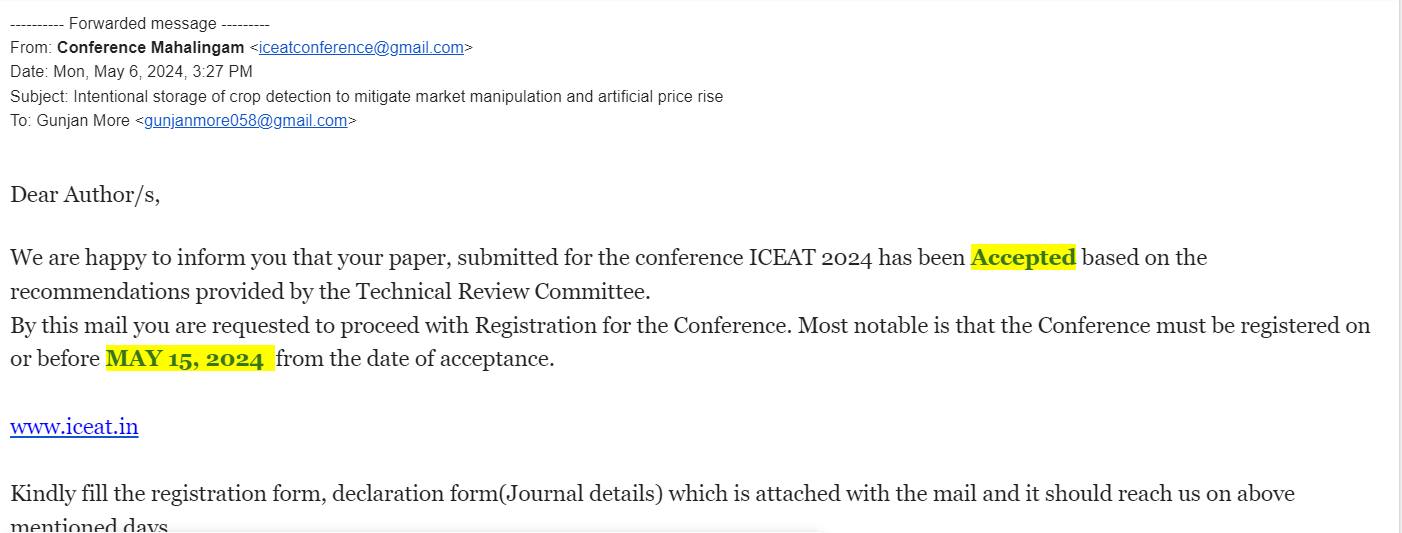 ---------- Forwarded message ---------
From: Conference Mahalingam <iceatconference@gmail.com>
Date: Mon, May 6, 2024, 3:27 PM
Subject: Intentional storage of crop detection to mitigate market manipulation and artificial price rise
To: Gunjan More <gunjanmore058@gmail.com>
Dear Author/s,
We are happy to inform you that your paper, submitted for the conference ICEAT 2024 has been Accepted based on the
recommendations provided by the Technical Review Committee.
By this mail you are requested to proceed with Registration for the Conference. Most notable is that the Conference must be registered on
or before MAY 15, 2024 from the date of acceptance.
www.iceat.in
Kindly fill the registration form, declaration form(Journal details) which is attached with the mail and it should reach us on above
mentioned days